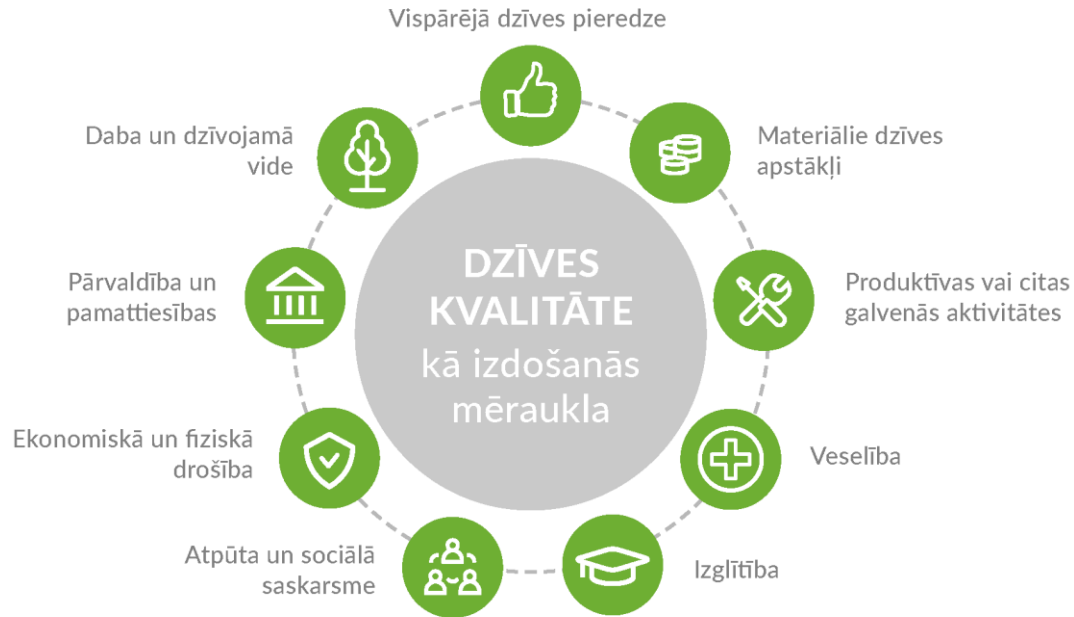 Vispārējā dzīves pieredze
Materiālie dzīves
apstākļi
Produktīvas vai citas
galvenās aktivitātes
Veselība
Izglītība
Atpūta un sociālā
saskarsme
Ekonomiskā un fiziskā
drošība
Pārvaldība un
pamattiesības
Daba un dzīvojamā
vide
DZĪVES
KVALITĀTE
kā izdošanās
mēraukla